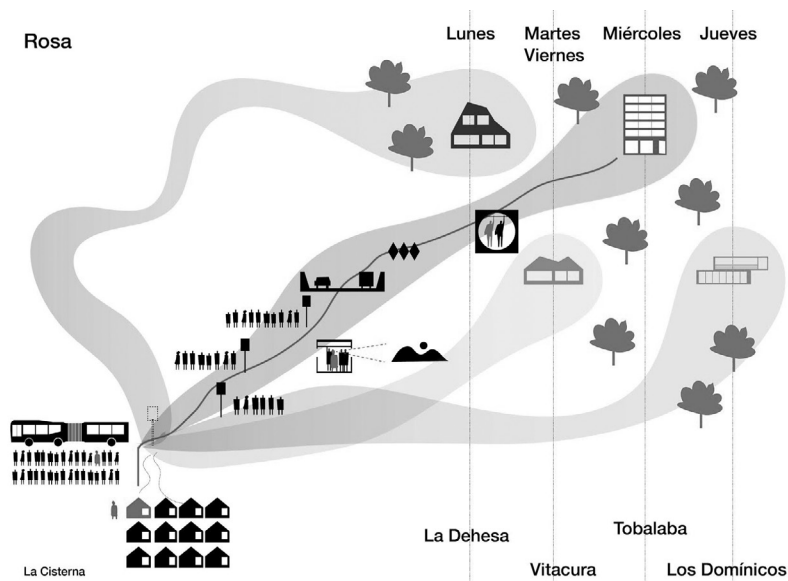 Rosa
Lunes
Martes
Viernes
Miércoles
Jueves
La Dehesa
Tobalaba
La Cisterna
Vitacura
Los Domínicos